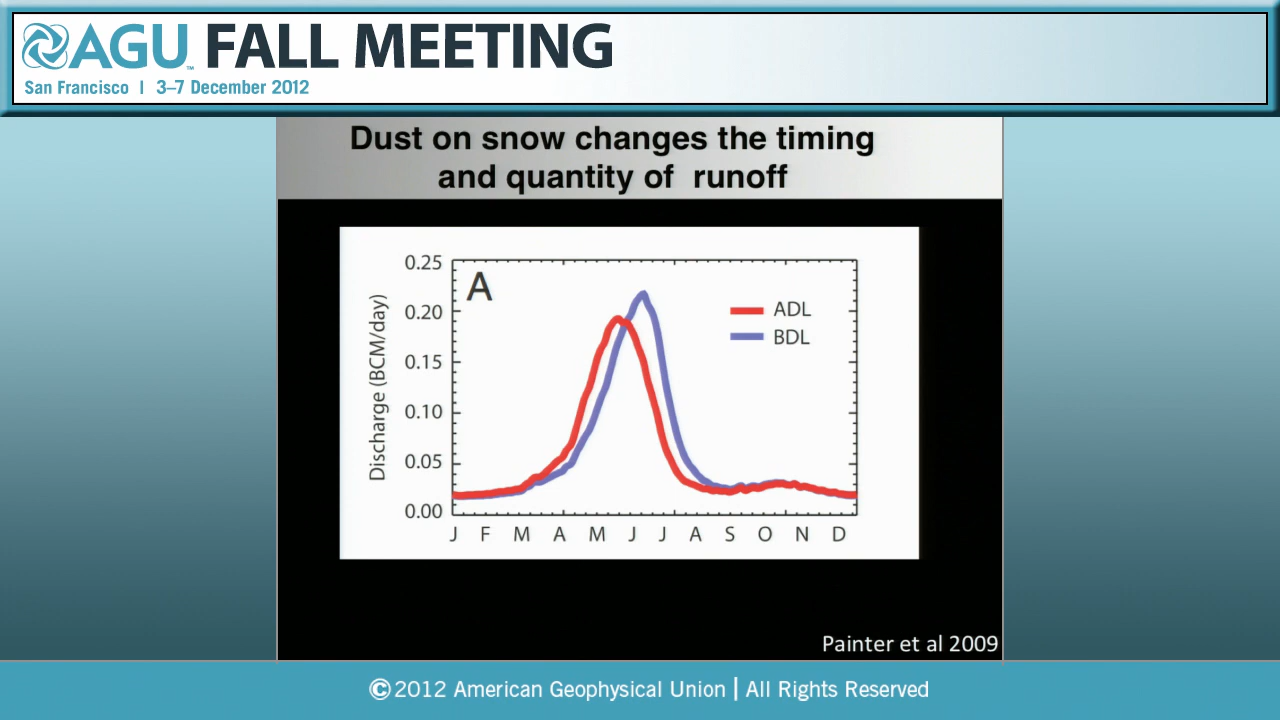 AGU FALL MEETING
San Francisco | 3–7 December 2012
Dust on snow changes the timing
and quantity of runoff
A
ADL
BDL
Discharge (BCM/day)
0.25
0.20
0.15
0.10
0.05
0.00
J F M A M J J A S O N D
Painter et al 2009
©2012 American Geophysical Union | All Rights Reserved